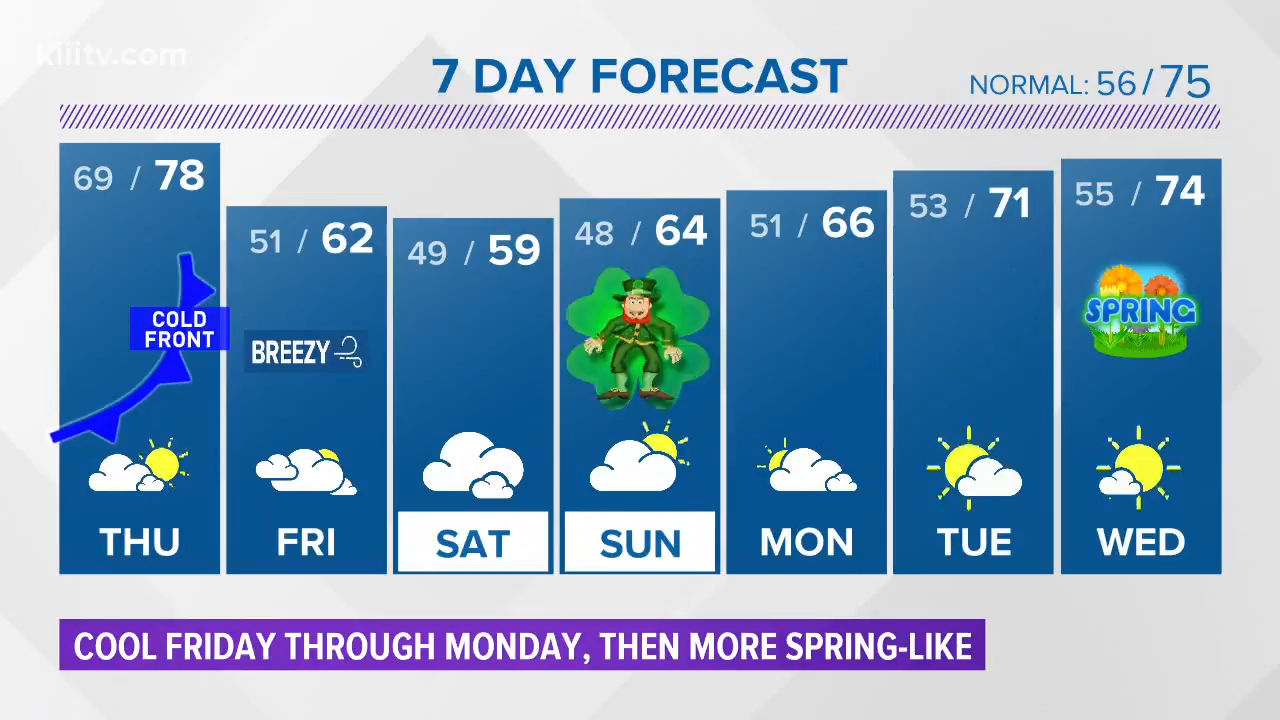 kiiitv.com
7 DAY FORECAST
NORMAL: 56/75
69 / 78
51 / 62
49 / 59
48 / 64
51 / 66
53 / 71
55 / 74
COLD
FRONT
BREEZY
SPRING
THU
FRI
SAT
SUN
MON
TUE
WED
COOL FRIDAY THROUGH MONDAY, THEN MORE SPRING-LIKE